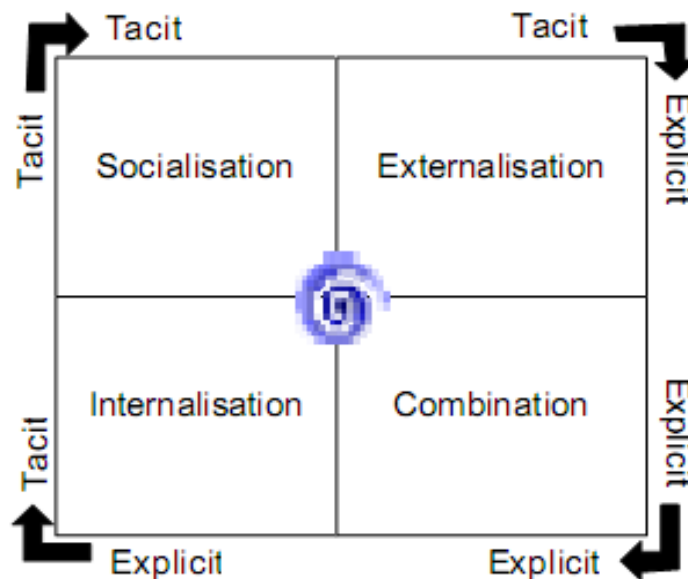 Tacit
Tacit
Tacit
Explicit
Socialisation
Externalisation
Internalisation
Combination
Tacit
Explicit
Explicit
Explicit